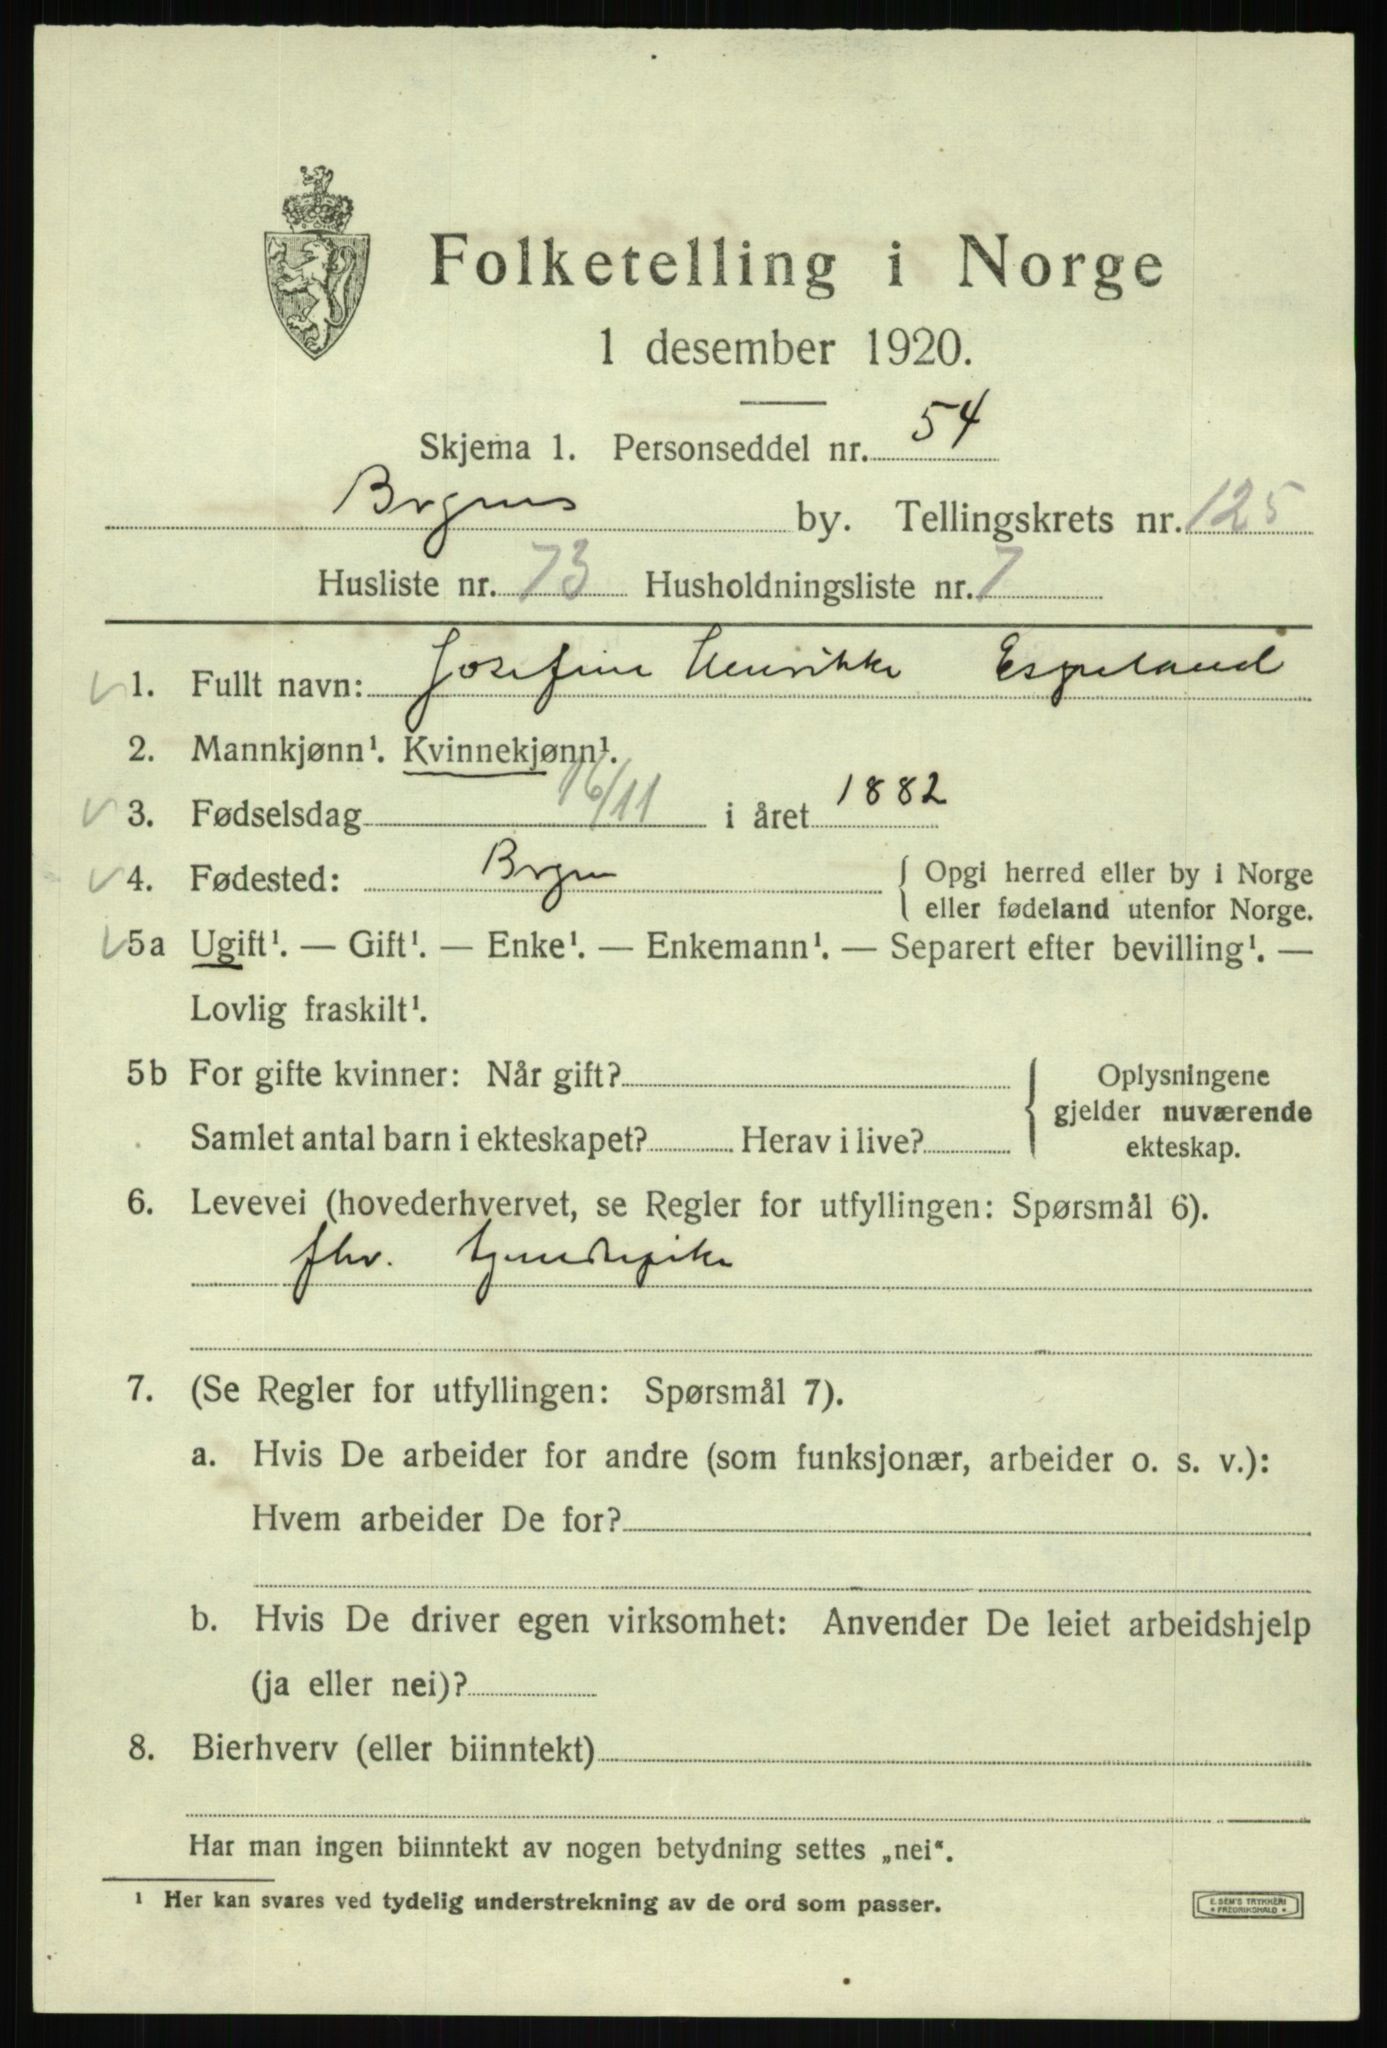 Folketelling i Norge
1 desember 1920.
Skjema 1. Personseddel nr. 54
Bergens by. Tellingskrets nr. 125
Husliste nr. 73 Husholdningsliste nr. 7
1. Fullt navn: Josefine Henrikke Espeland
2. Mannkjønn¹. Kvinnekjønn¹.
3. Fødselsdag 16/11 i året 1882
4. Fødested: Bergen { Opgi herred eller by i Norge
eller fødeland utenfor Norge.
5a Ugift¹. — Gift¹. — Enke¹. — Enkemann¹. — Separert efter bevilling¹. —
Lovlig fraskilt¹.
5b For gifte kvinner: Når gift? { Oplysningene
gjelder nuværende
Samlet antal barn i ekteskapet? Herav i live? ekteskap.
6. Levevei (hovederhvervet, se Regler for utfyllingen: Spørsmål 6).
fhv. tjenestepike
7. (Se Regler for utfyllingen: Spørsmål 7).
a. Hvis De arbeider for andre (som funksjonær, arbeider o. s. v.):
Hvem arbeider De for?
b. Hvis De driver egen virksomhet: Anvender De leiet arbeidshjelp
(ja eller nei)?
8. Bierhverv (eller biinntekt)
Har man ingen biinntekt av nogen betydning settes „nei“.
¹ Her kan svares ved tydelig understrekning av de ord som passer.
E. SEM'S TRYKKERI
* FREDRIKSHALD *